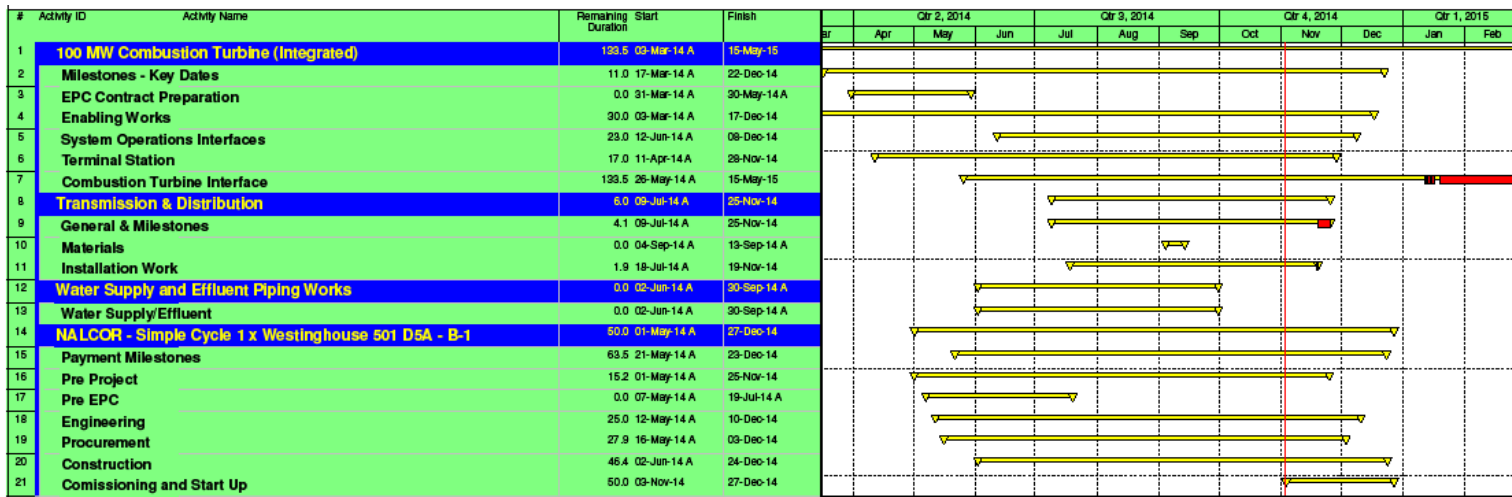 # Activity ID Activity Name Remaining Duration Start Finish Qtr 2, 2014 Qtr 3, 2014 Qtr 4, 2014 Qtr 1, 2015
ar Apr May Jun Jul Aug Sep Oct Nov Dec Jan Feb
1 100 MW Combustion Turbine (Integrated) 133.5 03-Mar-14 A 15-May-15
2 Milestones - Key Dates 11.0 17-Mar-14 A 22-Dec-14
3 EPC Contract Preparation 0.0 31-Mar-14 A 30-May-14 A
4 Enabling Works 30.0 03-Mar-14 A 17-Dec-14
5 System Operations Interfaces 23.0 12-Jun-14 A 08-Dec-14
6 Terminal Station 17.0 11-Apr-14 A 28-Nov-14
7 Combustion Turbine Interface 133.5 26-May-14 A 15-May-15
8 Transmission & Distribution 6.0 09-Jul-14 A 25-Nov-14
9 General & Milestones 4.1 09-Jul-14 A 25-Nov-14
10 Materials 0.0 04-Sep-14 A 13-Sep-14 A
11 Installation Work 1.9 18-Jul-14 A 19-Nov-14
12 Water Supply and Effluent Piping Works 0.0 02-Jun-14 A 30-Sep-14 A
13 Water Supply/Effluent 0.0 02-Jun-14 A 30-Sep-14 A
14 NALCOR - Simple Cycle 1 x Westinghouse 501 D5A - B-1 50.0 01-May-14 A 27-Dec-14
15 Payment Milestones 63.5 21-May-14 A 23-Dec-14
16 Pre Project 15.2 01-May-14 A 25-Nov-14
17 Pre EPC 0.0 07-May-14 A 19-Jul-14 A
18 Engineering 25.0 12-May-14 A 10-Dec-14
19 Procurement 27.9 16-May-14 A 03-Dec-14
20 Construction 46.4 02-Jun-14 A 24-Dec-14
21 Comissioning and Start Up 50.0 03-Nov-14 27-Dec-14